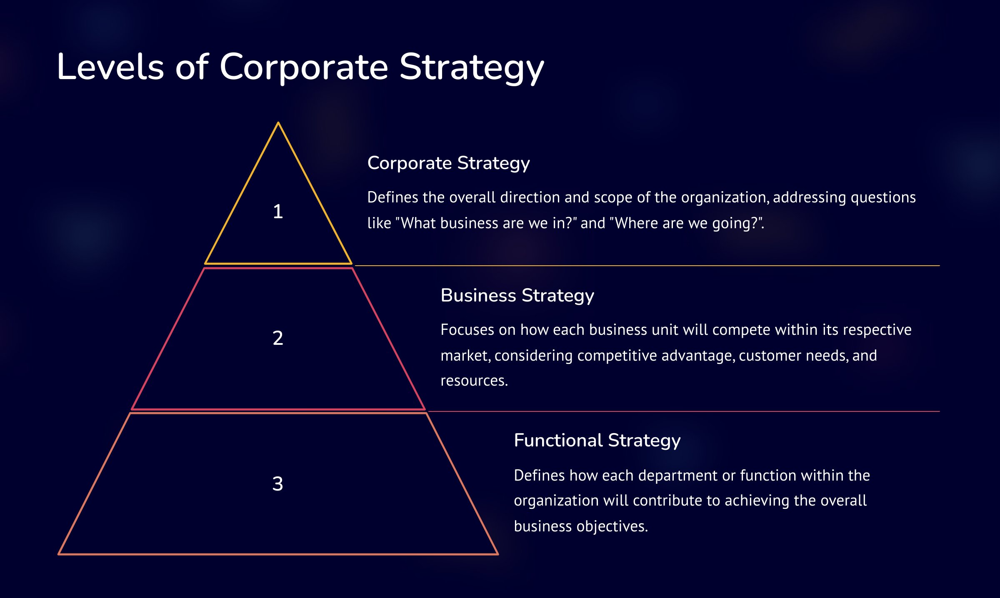 Levels of Corporate Strategy
1
Corporate Strategy
Defines the overall direction and scope of the organization, addressing questions
like "What business are we in?" and "Where are we going?".
2
Business Strategy
Focuses on how each business unit will compete within its respective
market, considering competitive advantage, customer needs, and
resources.
3
Functional Strategy
Defines how each department or function within the
organization will contribute to achieving the overall
business objectives.